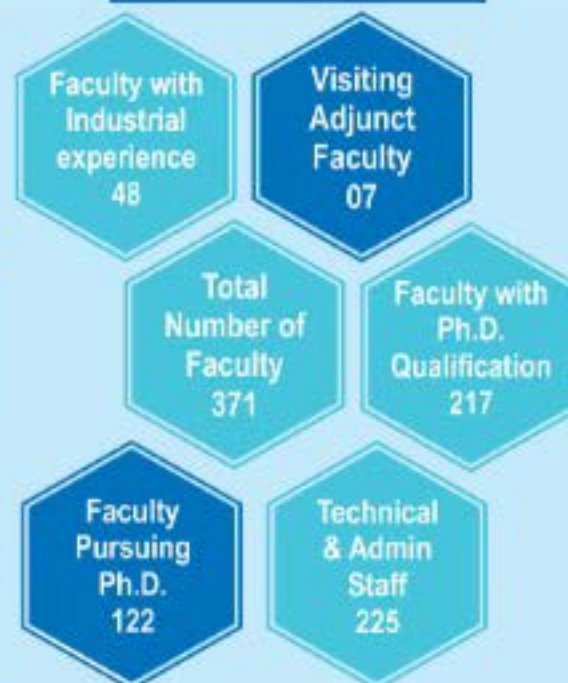 Faculty with
Industrial
experience
48
Visiting
Adjunct
Faculty
07
Total
Number of
Faculty
371
Faculty with
Ph.D.
Qualification
217
Faculty
Pursuing
Ph.D.
122
Technical
& Admin
Staff
225